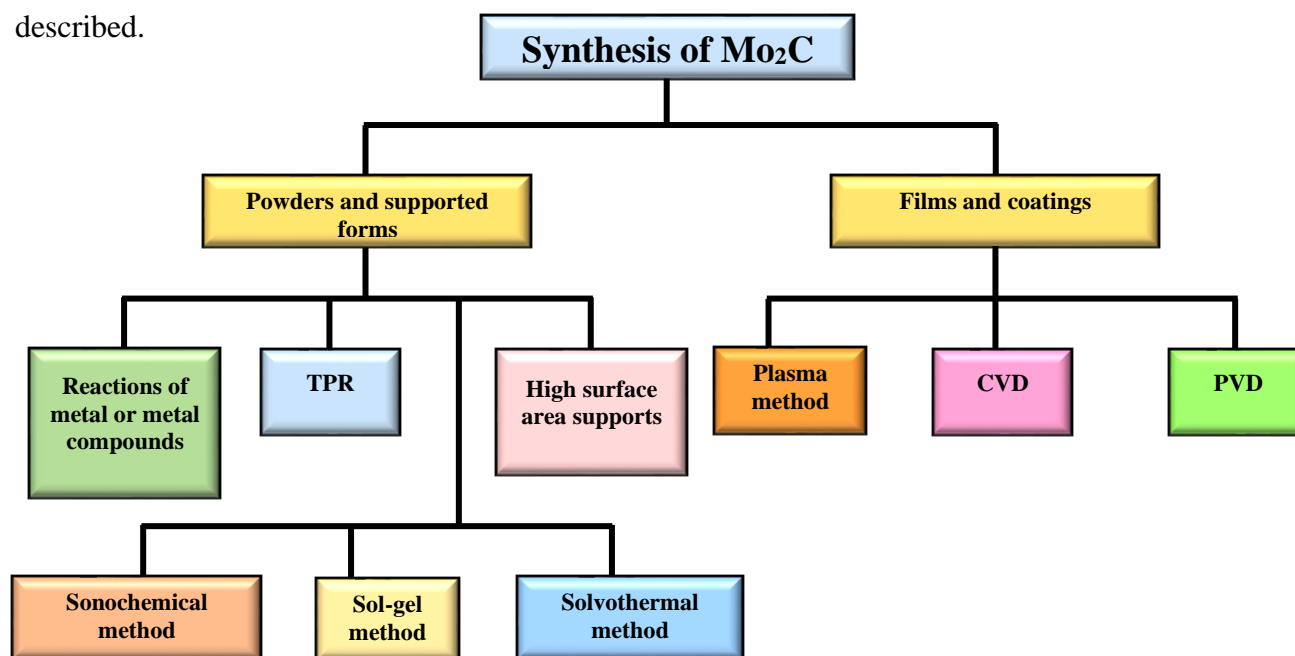 described.
Synthesis of Mo₂C
Powders and supported
forms
Films and coatings
Reactions of
metal or metal
compounds
TPR
High surface
area supports
Plasma
method
CVD
PVD
Sonochemical
method
Sol-gel
method
Solvothermal
method